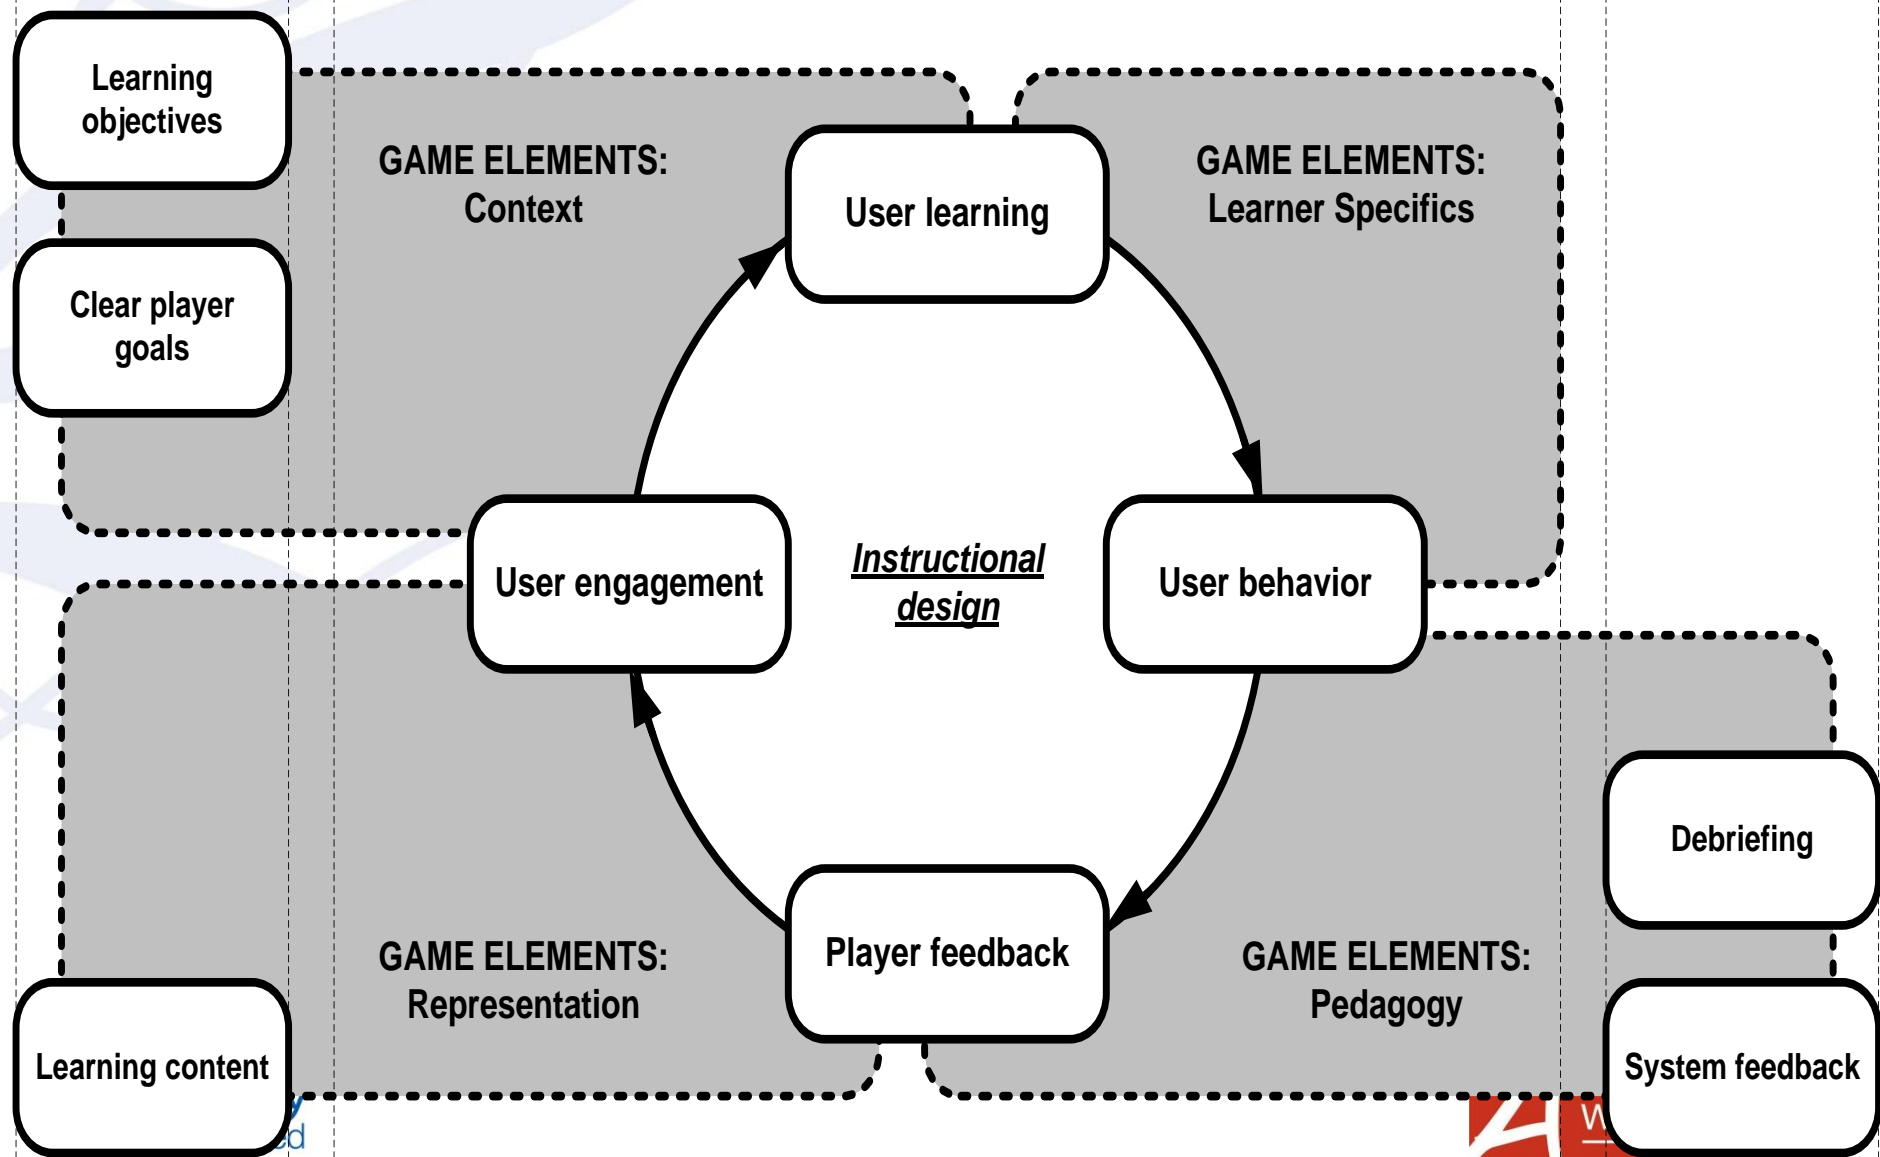 Learning
objectives
GAME ELEMENTS:
Context
GAME ELEMENTS:
Learner Specifics
User learning
Clear player
goals
User engagement
Instructional
design
User behavior
Debriefing
GAME ELEMENTS:
Representation
Player feedback
GAME ELEMENTS:
Pedagogy
Learning content
System feedback